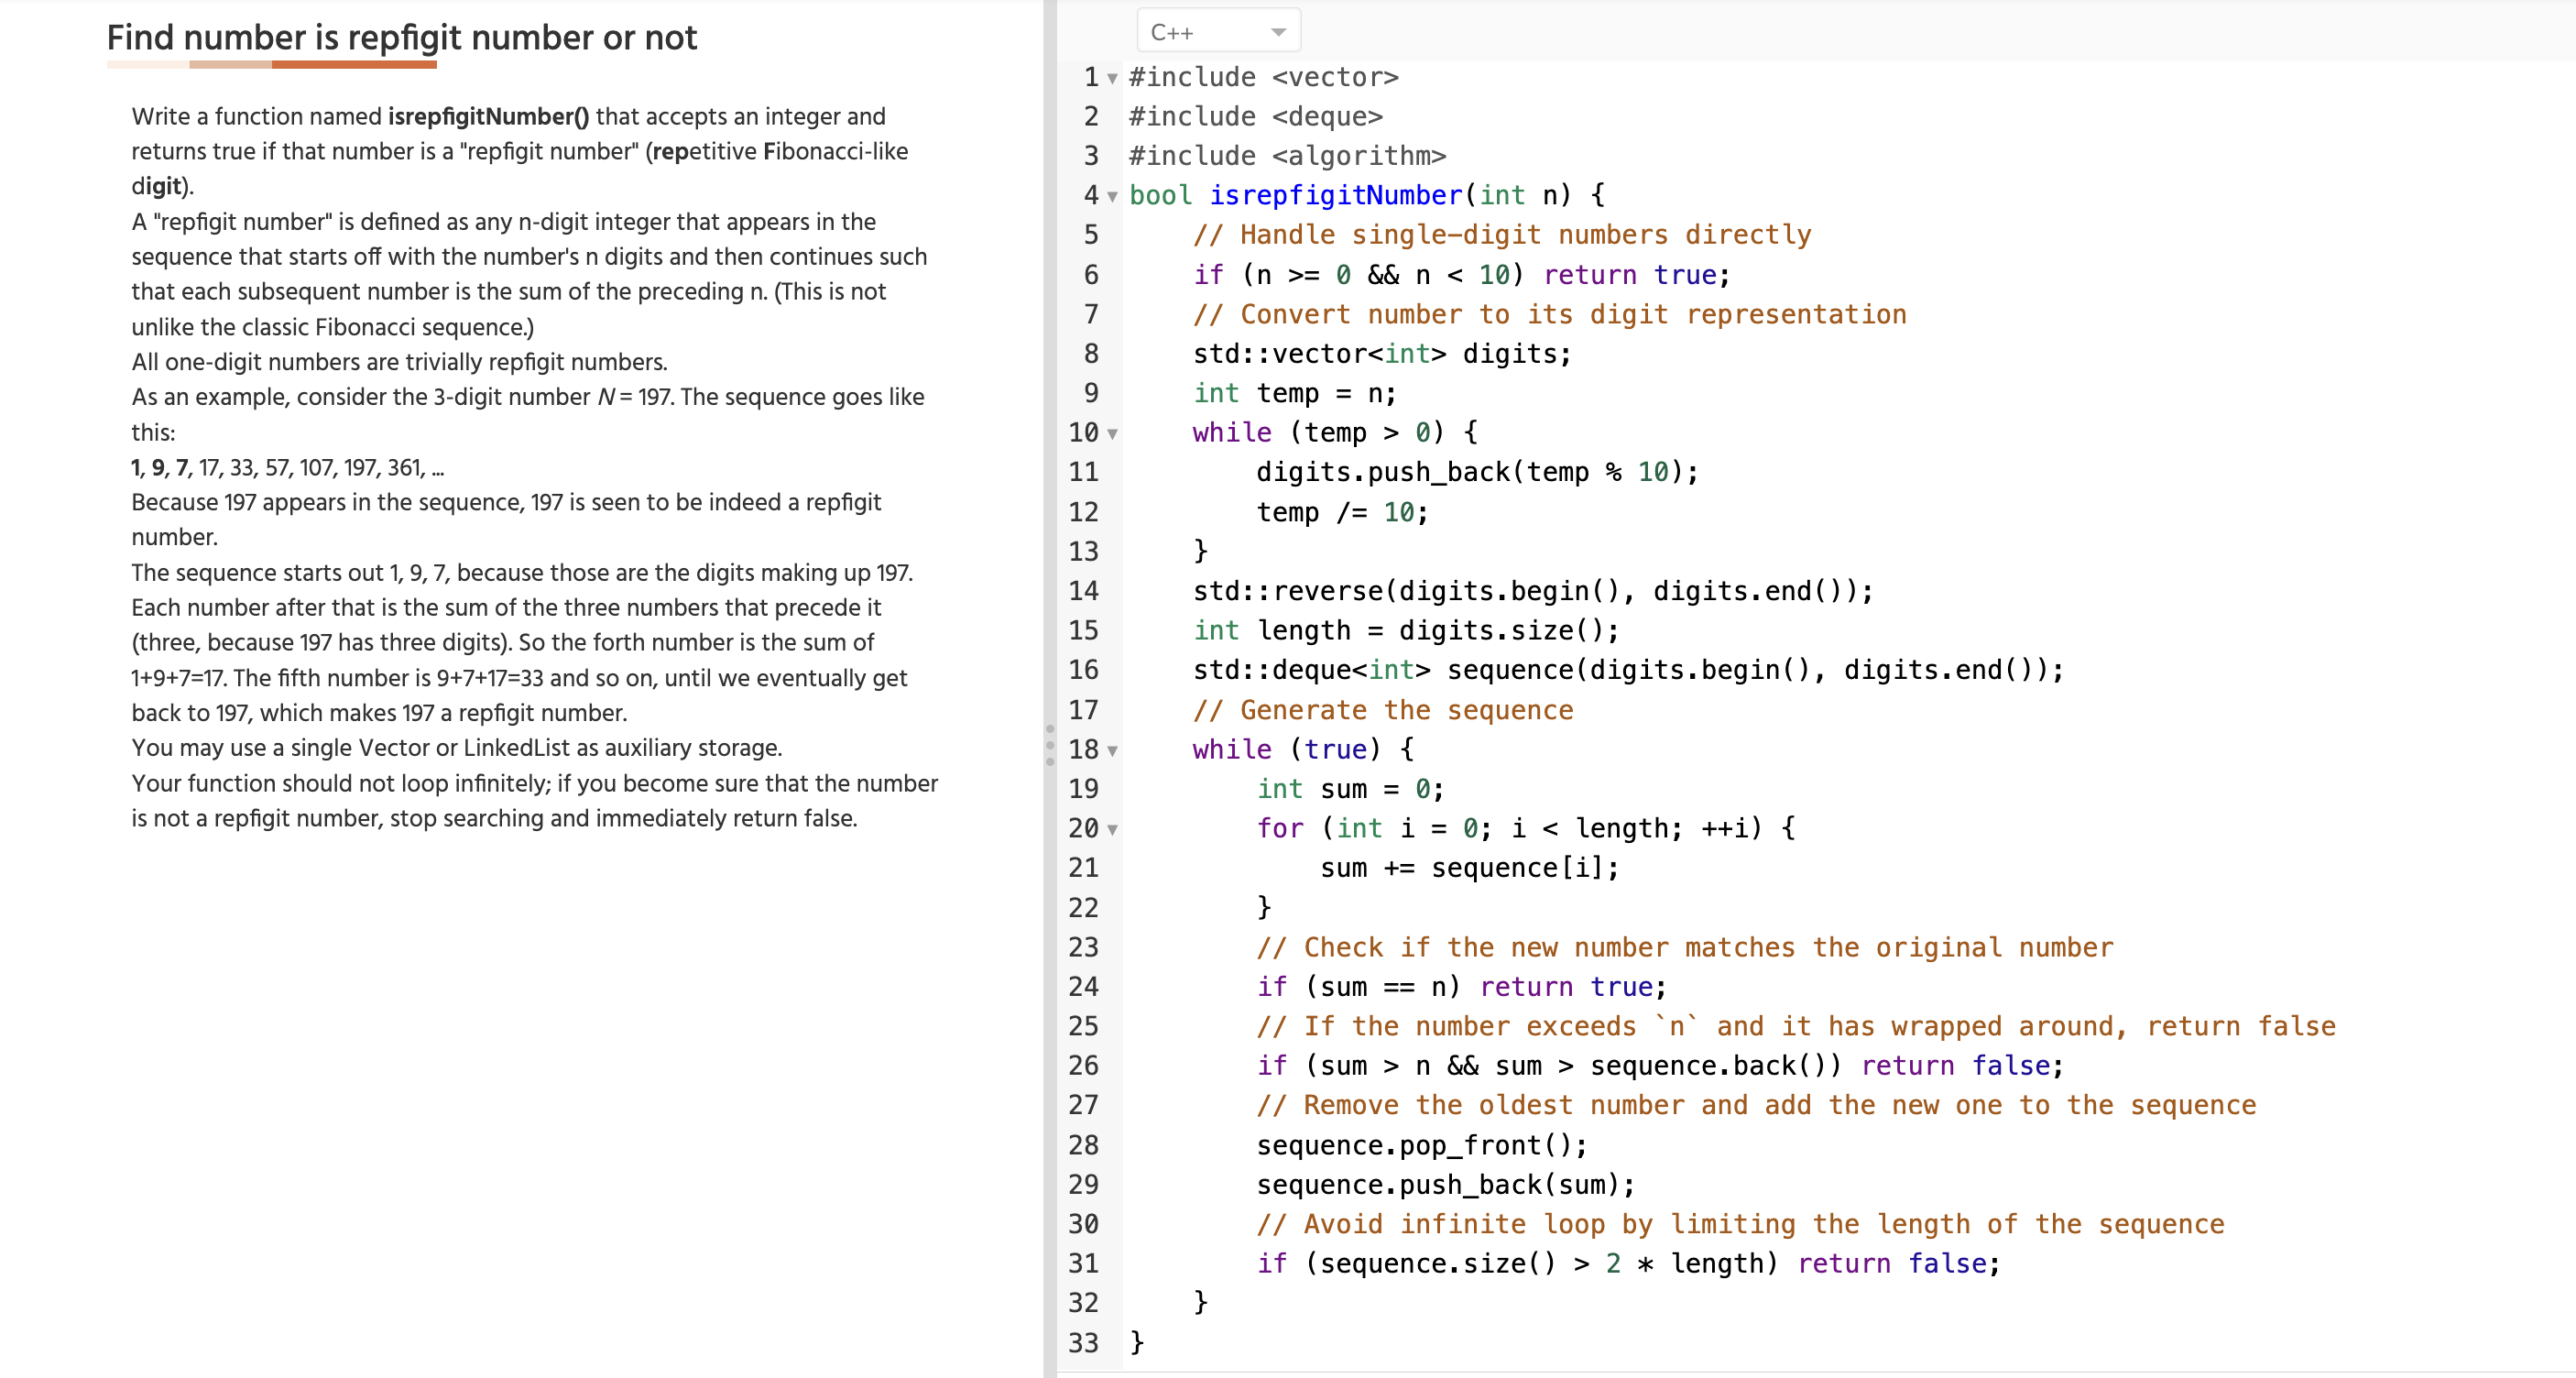 Find number is repfigit number or not
Write a function named isrepfigitNumber() that accepts an integer and
returns true if that number is a "repfigit number" (repetitive Fibonacci-like
digit).
A "repfigit number" is defined as any n-digit integer that appears in the
sequence that starts off with the number's n digits and then continues such
that each subsequent number is the sum of the preceding n. (This is not
unlike the classic Fibonacci sequence.)
All one-digit numbers are trivially repfigit numbers.
As an example, consider the 3-digit number N = 197. The sequence goes like
this:
1, 9, 7, 17, 33, 57, 107, 197, 361, ...
Because 197 appears in the sequence, 197 is seen to be indeed a repfigit
number.
The sequence starts out 1, 9, 7, because those are the digits making up 197.
Each number after that is the sum of the three numbers that precede it
(three, because 197 has three digits). So the forth number is the sum of
1+9+7=17. The fifth number is 9+7+17=33 and so on, until we eventually get
back to 197, which makes 197 a repfigit number.
You may use a single Vector or LinkedList as auxiliary storage.
Your function should not loop infinitely; if you become sure that the number
is not a repfigit number, stop searching and immediately return false.
C++
1 #include <vector>
2 #include <deque>
3 #include <algorithm>
4 bool isrepfigitNumber(int n) {
5     // Handle single-digit numbers directly
6     if (n >= 0 && n < 10) return true;
7     // Convert number to its digit representation
8     std::vector<int> digits;
9     int temp = n;
10     while (temp > 0) {
11         digits.push_back(temp % 10);
12         temp /= 10;
13     }
14     std::reverse(digits.begin(), digits.end());
15     int length = digits.size();
16     std::deque<int> sequence(digits.begin(), digits.end());
17     // Generate the sequence
18     while (true) {
19         int sum = 0;
20         for (int i = 0; i < length; ++i) {
21             sum += sequence[i];
22         }
23         // Check if the new number matches the original number
24         if (sum == n) return true;
25         // If the number exceeds `n` and it has wrapped around, return false
26         if (sum > n && sum > sequence.back()) return false;
27         // Remove the oldest number and add the new one to the sequence
28         sequence.pop_front();
29         sequence.push_back(sum);
30         // Avoid infinite loop by limiting the length of the sequence
31         if (sequence.size() > 2 * length) return false;
32     }
33 }